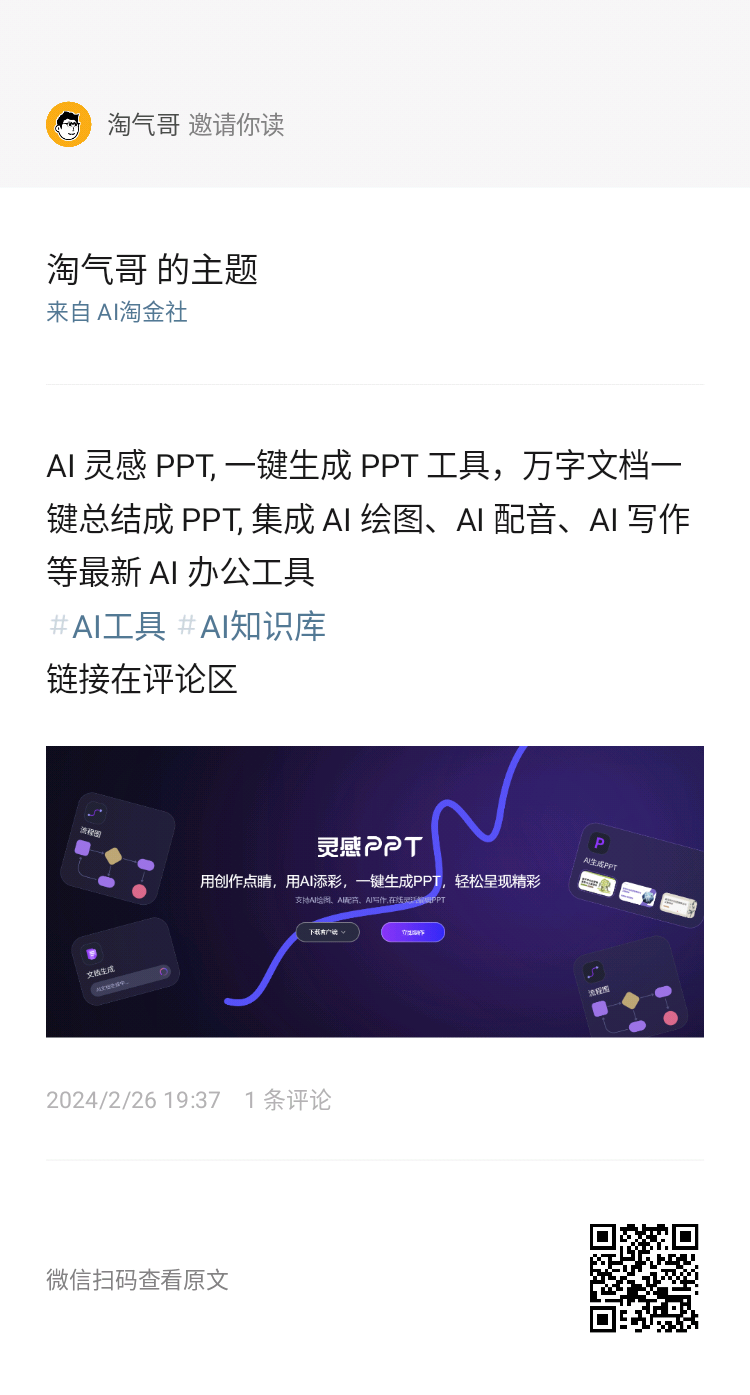 淘气哥 邀请你读
淘气哥 的主题
来自 AI淘金社
AI 灵感 PPT, 一键生成 PPT 工具，万字文档一
键总结成 PPT, 集成 AI 绘图、AI 配音、AI 写作
等最新 AI 办公工具
#AI工具 #AI知识库
链接在评论区
流程图
灵感PPT
用创作点睛，用AI添彩，一键生成PPT，轻松呈现精彩
支持AI绘图、AI配音、AI写作,在线灵活编辑PPT
下载客户端
立即制作
P
AI生成PPT
文档生成
流程图
2024/2/26 19:37 1 条评论
微信扫码查看原文